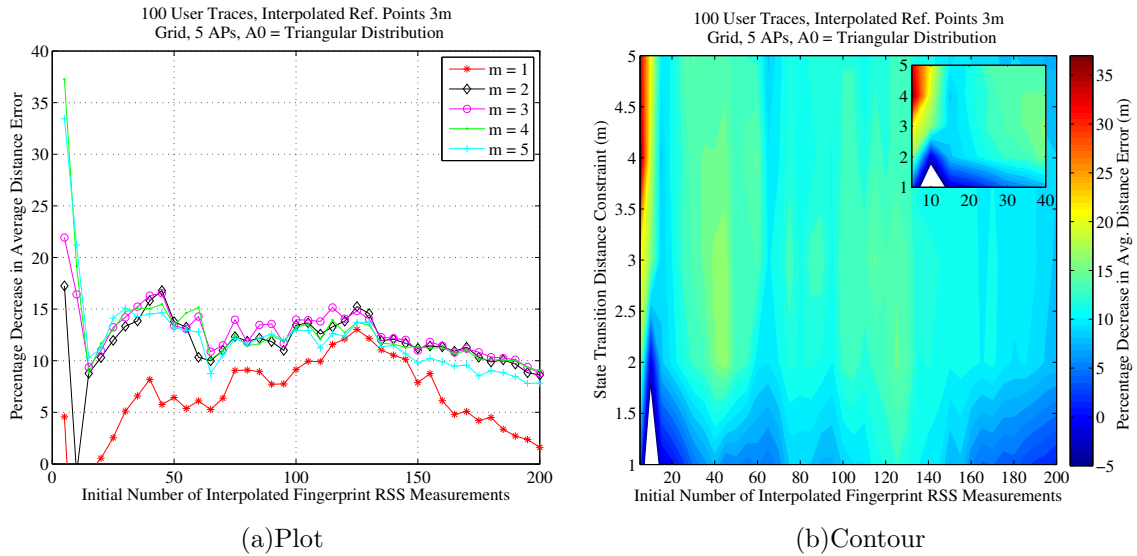 100 User Traces, Interpolated Ref. Points 3m
Grid, 5 APs, A0 = Triangular Distribution
Percentage Decrease in Average Distance Error
40
35
30
25
20
15
10
5
0
0 50 100 150 200
m = 1
m = 2
m = 3
m = 4
m = 5
Initial Number of Interpolated Fingerprint RSS Measurements
(a)Plot
100 User Traces, Interpolated Ref. Points 3m
Grid, 5 APs, A0 = Triangular Distribution
State Transition Distance Constraint (m)
5
4.5
4
3.5
3
2.5
2
1.5
1
20 40 60 80 100 120 140 160 180 200
5
4
3
2
1
10 20 30 40
Initial Number of Interpolated Fingerprint RSS Measurements
35
30
25
20
15
10
5
0
−5
Percentage Decrease in Avg. Distance Error (m)
(b)Contour